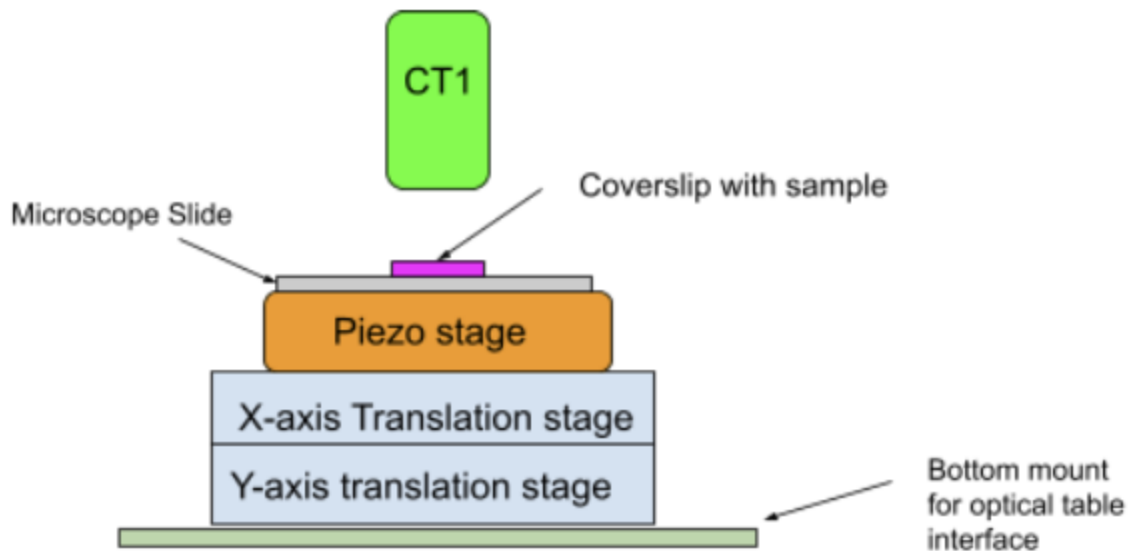 CT1
Coverslip with sample
Microscope Slide
Piezo stage
X-axis Translation stage
Y-axis translation stage
Bottom mount
for optical table
interface